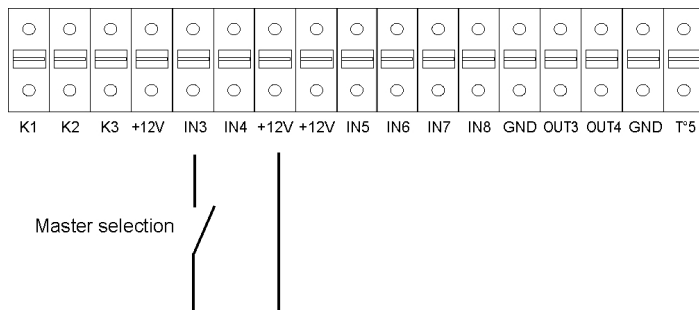 K1 K2 K3 +12V IN3 IN4 +12V +12V IN5 IN6 IN7 IN8 GND OUT3 OUT4 GND T°5
Master selection